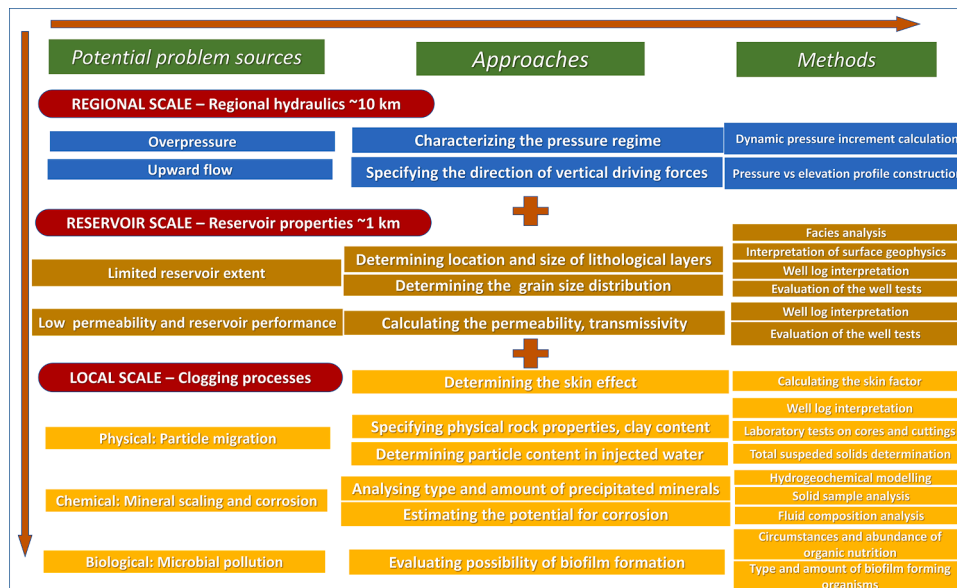 Potential problem sources
Approaches
Methods
REGIONAL SCALE – Regional hydraulics ~10 km
Overpressure
Characterizing the pressure regime
Dynamic pressure increment calculation
Upward flow
Specifying the direction of vertical driving forces
Pressure vs elevation profile construction
RESERVOIR SCALE – Reservoir properties ~1 km
Limited reservoir extent
Determining location and size of lithological layers
Determining the grain size distribution
Facies analysis
Interpretation of surface geophysics
Well log interpretation
Evaluation of the well tests
Low permeability and reservoir performance
Calculating the permeability, transmissivity
Well log interpretation
Evaluation of the well tests
LOCAL SCALE – Clogging processes
Determining the skin effect
Calculating the skin factor
Physical: Particle migration
Specifying physical rock properties, clay content
Determining particle content in injected water
Well log interpretation
Laboratory tests on cores and cuttings
Total suspeded solids determination
Chemical: Mineral scaling and corrosion
Analysing type and amount of precipitated minerals
Estimating the potential for corrosion
Hydrogeochemical modelling
Solid sample analysis
Fluid composition analysis
Biological: Microbial pollution
Evaluating possibility of biofilm formation
Circumstances and abundance of
organic nutrition
Type and amount of biofilm forming
organisms